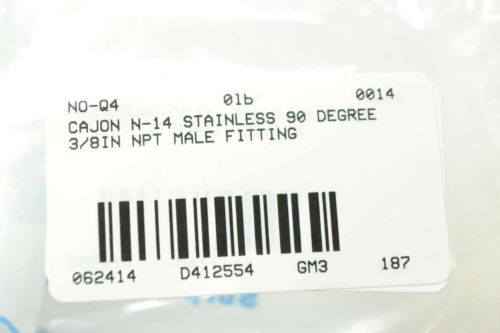 NO-Q4 01b 0014
CAJON N-14 STAINLESS 90 DEGREE
3/8IN NPT MALE FITTING
062414 D412554 GM3 187